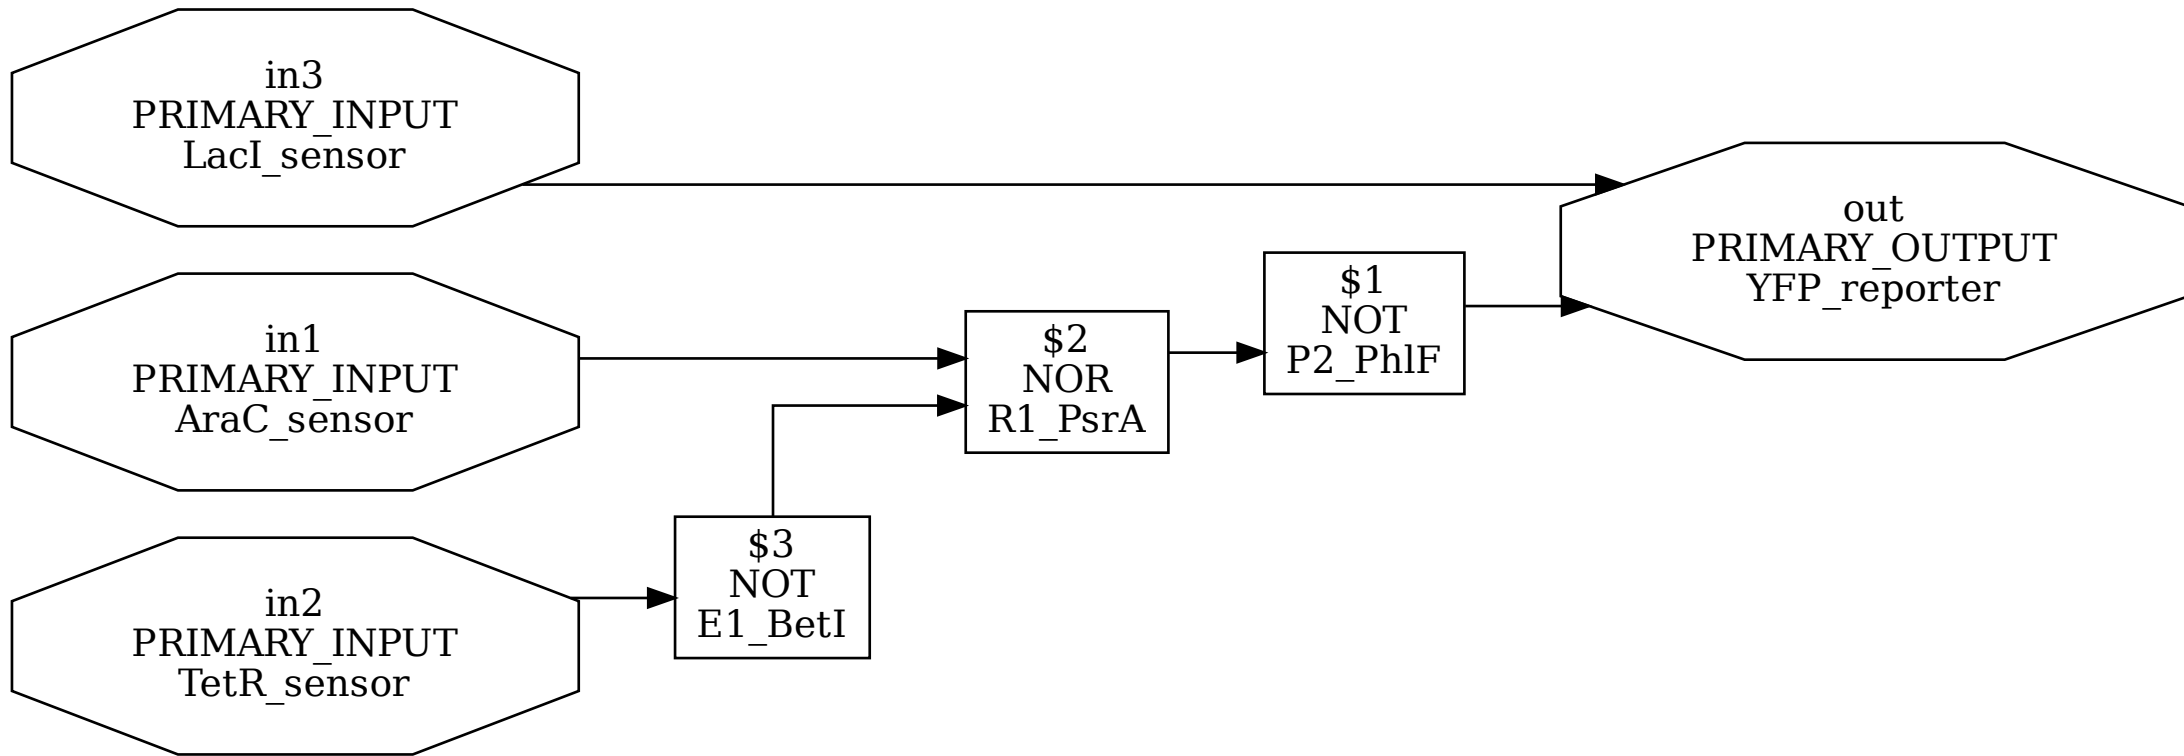 in3
PRIMARY_INPUT
LacI_sensor
in1
PRIMARY_INPUT
AraC_sensor
in2
PRIMARY_INPUT
TetR_sensor
$3
NOT
E1_BetI
$2
NOR
R1_PsrA
$1
NOT
P2_PhlF
out
PRIMARY_OUTPUT
YFP_reporter